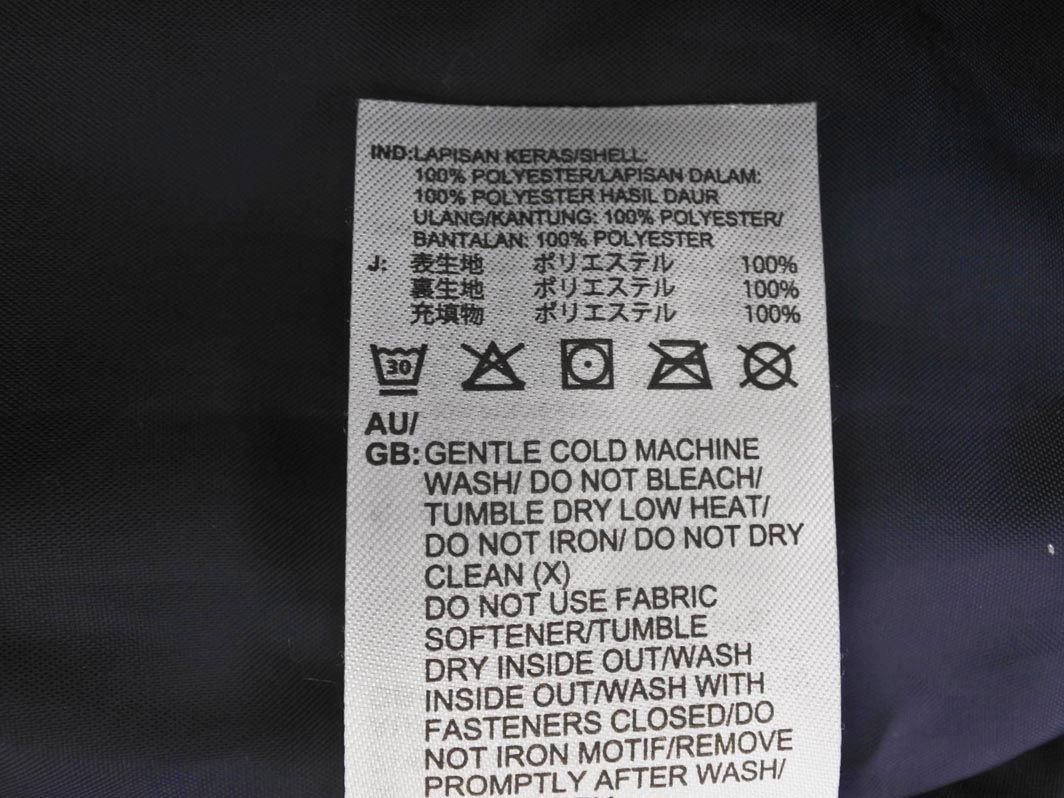 IND:LAPISAN KERAS/SHELL:
100% POLYESTER/LAPISAN DALAM:
100% POLYESTER HASIL DAUR
ULANG/KANTUNG: 100% POLYESTER/
BANTALAN: 100% POLYESTER
J: 表生地 ポリエステル 100%
裏生地 ポリエステル 100%
充填物 ポリエステル 100%
30
AU/
GB:GENTLE COLD MACHINE
WASH/ DO NOT BLEACH/
TUMBLE DRY LOW HEAT/
DO NOT IRON/ DO NOT DRY
CLEAN (X)
DO NOT USE FABRIC
SOFTENER/TUMBLE
DRY INSIDE OUT/WASH
INSIDE OUT/WASH WITH
FASTENERS CLOSED/DO
NOT IRON MOTIF/REMOVE
PROMPTLY AFTER WASH/